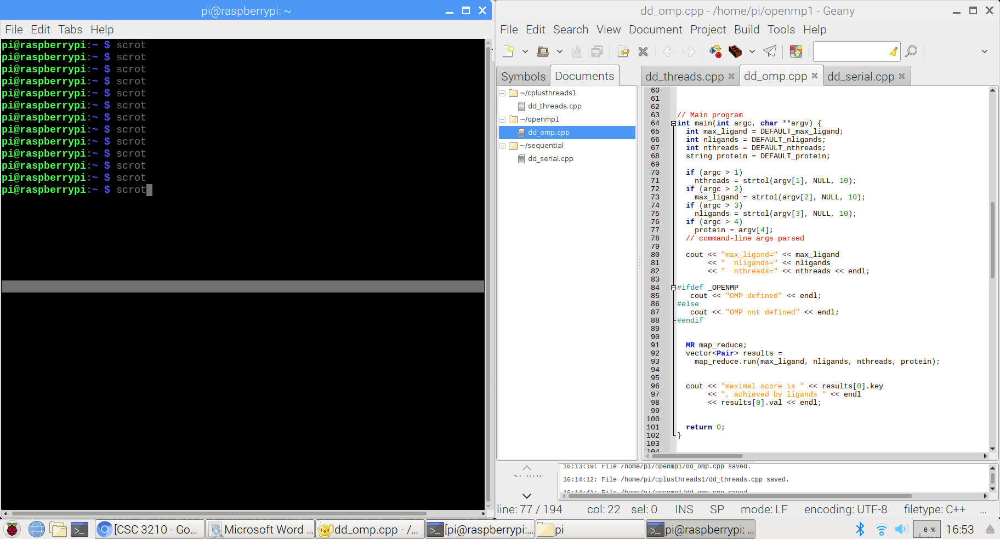 pi@raspberrypi: ~
File Edit Tabs Help
pi@raspberrypi:~ $ scrot
pi@raspberrypi:~ $ scrot
pi@raspberrypi:~ $ scrot
pi@raspberrypi:~ $ scrot
pi@raspberrypi:~ $ scrot
pi@raspberrypi:~ $ scrot
pi@raspberrypi:~ $ scrot
pi@raspberrypi:~ $ scrot
pi@raspberrypi:~ $ scrot
pi@raspberrypi:~ $ scrot
pi@raspberrypi:~ $ scrot
pi@raspberrypi:~ $ scrot
pi@raspberrypi:~ $ scrot
dd_omp.cpp - /home/pi/openmp1 - Geany
File Edit Search View Document Project Build Tools Help
Symbols Documents
~/cplusthreads1
dd_threads.cpp
~/openmp1
dd_omp.cpp
~/sequential
dd_serial.cpp
dd_threads.cpp dd_omp.cpp dd_serial.cpp
60
61
62
63 // Main program
64 int main(int argc, char **argv) {
65 int max_ligand = DEFAULT_max_ligand;
66 int nligands = DEFAULT_nligands;
67 int nthreads = DEFAULT_nthreads;
68 string protein = DEFAULT_protein;
69
70 if (argc > 1)
71 nthreads = strtol(argv[1], NULL, 10);
72 if (argc > 2)
73 max_ligand = strtol(argv[2], NULL, 10);
74 if (argc > 3)
75 nligands = strtol(argv[3], NULL, 10);
76 if (argc > 4)
77 protein = argv[4];
78 // command-line args parsed
79
80 cout << "max_ligand=" << max_ligand
81 << "  nligands=" << nligands
82 << "  nthreads=" << nthreads << endl;
83
84 #ifdef _OPENMP
85 cout << "OMP defined" << endl;
86 #else
87 cout << "OMP not defined" << endl;
88 #endif
89
90
91 MR map_reduce;
92 vector<Pair> results =
93 map_reduce.run(max_ligand, nligands, nthreads, protein);
94
95
96 cout << "maximal score is " << results[0].key
97 << ", achieved by ligands " << endl
98 << results[0].val << endl;
99
100
101 return 0;
102 }
103
104
16:13:19: File /home/pi/openmp1/dd_omp.cpp saved.
16:14:12: File /home/pi/cplusthreads1/dd_threads.cpp saved.
16:14:41: File /home/pi/openmp1/dd_omp.cpp saved.
line: 77 / 194 col: 22 sel: 0 INS SP mode: LF encoding: UTF-8 filetype: C++ ...
[CSC 3210 - Go... Microsoft Word ... dd_omp.cpp - /... [pi@raspberrypi:... pi pi@raspberrypi: ... 0 % 16:53